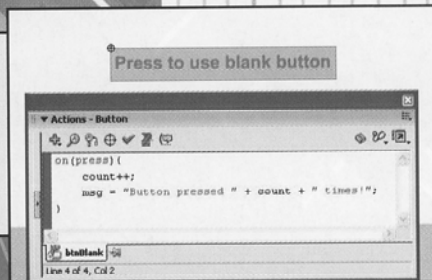 Press to use blank button
Actions - Button
on(press){
count++;
msg = "Button pressed " + count + " times!";
}
btnBlank
Line 4 of 4, Col 2